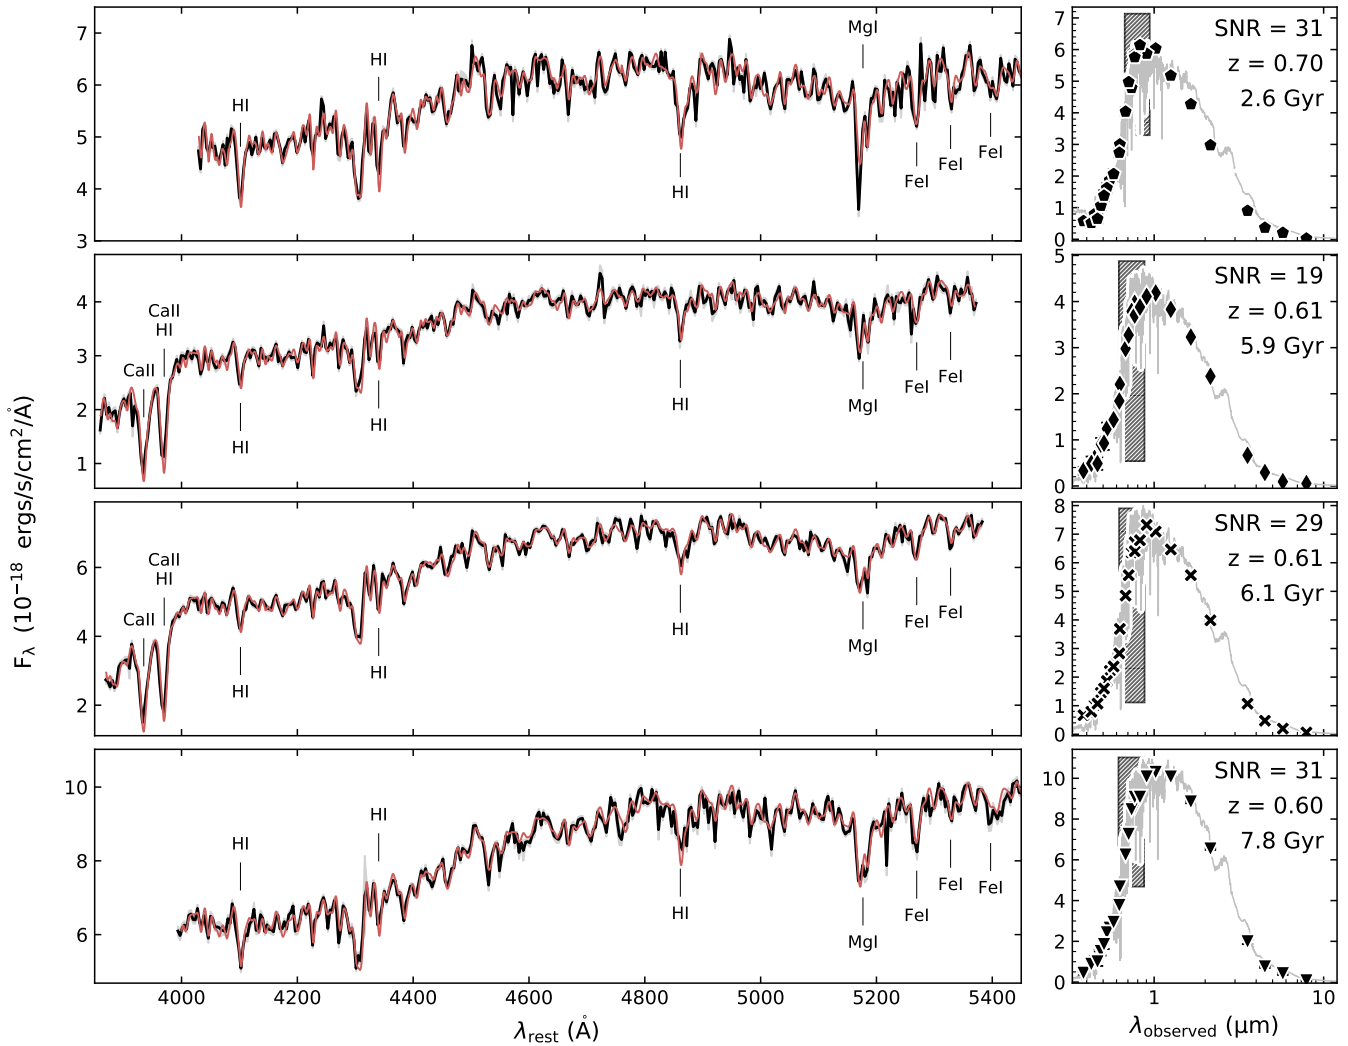 7
6
5
4
3
HI
HI
HI
MgI
FeI
FeI
FeI
7
6
5
4
3
2
1
0
SNR = 31
z = 0.70
2.6 Gyr
4
3
2
1
CaII
CaII
HI
HI
HI
HI
MgI
FeI
FeI
5
4
3
2
1
0
SNR = 19
z = 0.61
5.9 Gyr
6
4
2
CaII
CaII
HI
HI
HI
HI
MgI
FeI
FeI
8
7
6
5
4
3
2
1
0
SNR = 29
z = 0.61
6.1 Gyr
10
8
6
HI
HI
HI
MgI
FeI
FeI
FeI
10
8
6
4
2
0
SNR = 31
z = 0.60
7.8 Gyr
4000 4200 4400 4600 4800 5000 5200 5400
1 10
λrest (Å)
λobserved (μm)
Fλ (10⁻¹⁸ ergs/s/cm²/Å)